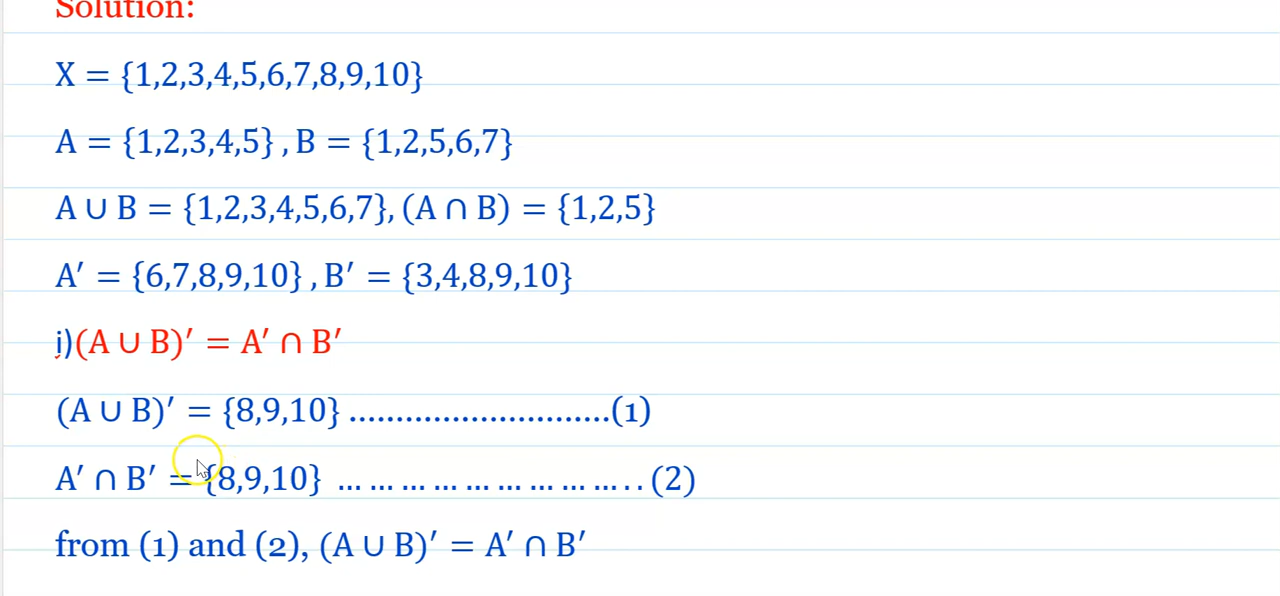 Solution:
X = {1,2,3,4,5,6,7,8,9,10}
A = {1,2,3,4,5} , B = {1,2,5,6,7}
A ∪ B = {1,2,3,4,5,6,7}, (A ∩ B) = {1,2,5}
A′ = {6,7,8,9,10} , B′ = {3,4,8,9,10}
i)(A ∪ B)′ = A′ ∩ B′
(A ∪ B)′ = {8,9,10} ............................(1)
A′ ∩ B′ = {8,9,10} … … … … … … … … ….. . (2)
from (1) and (2), (A ∪ B)′ = A′ ∩ B′